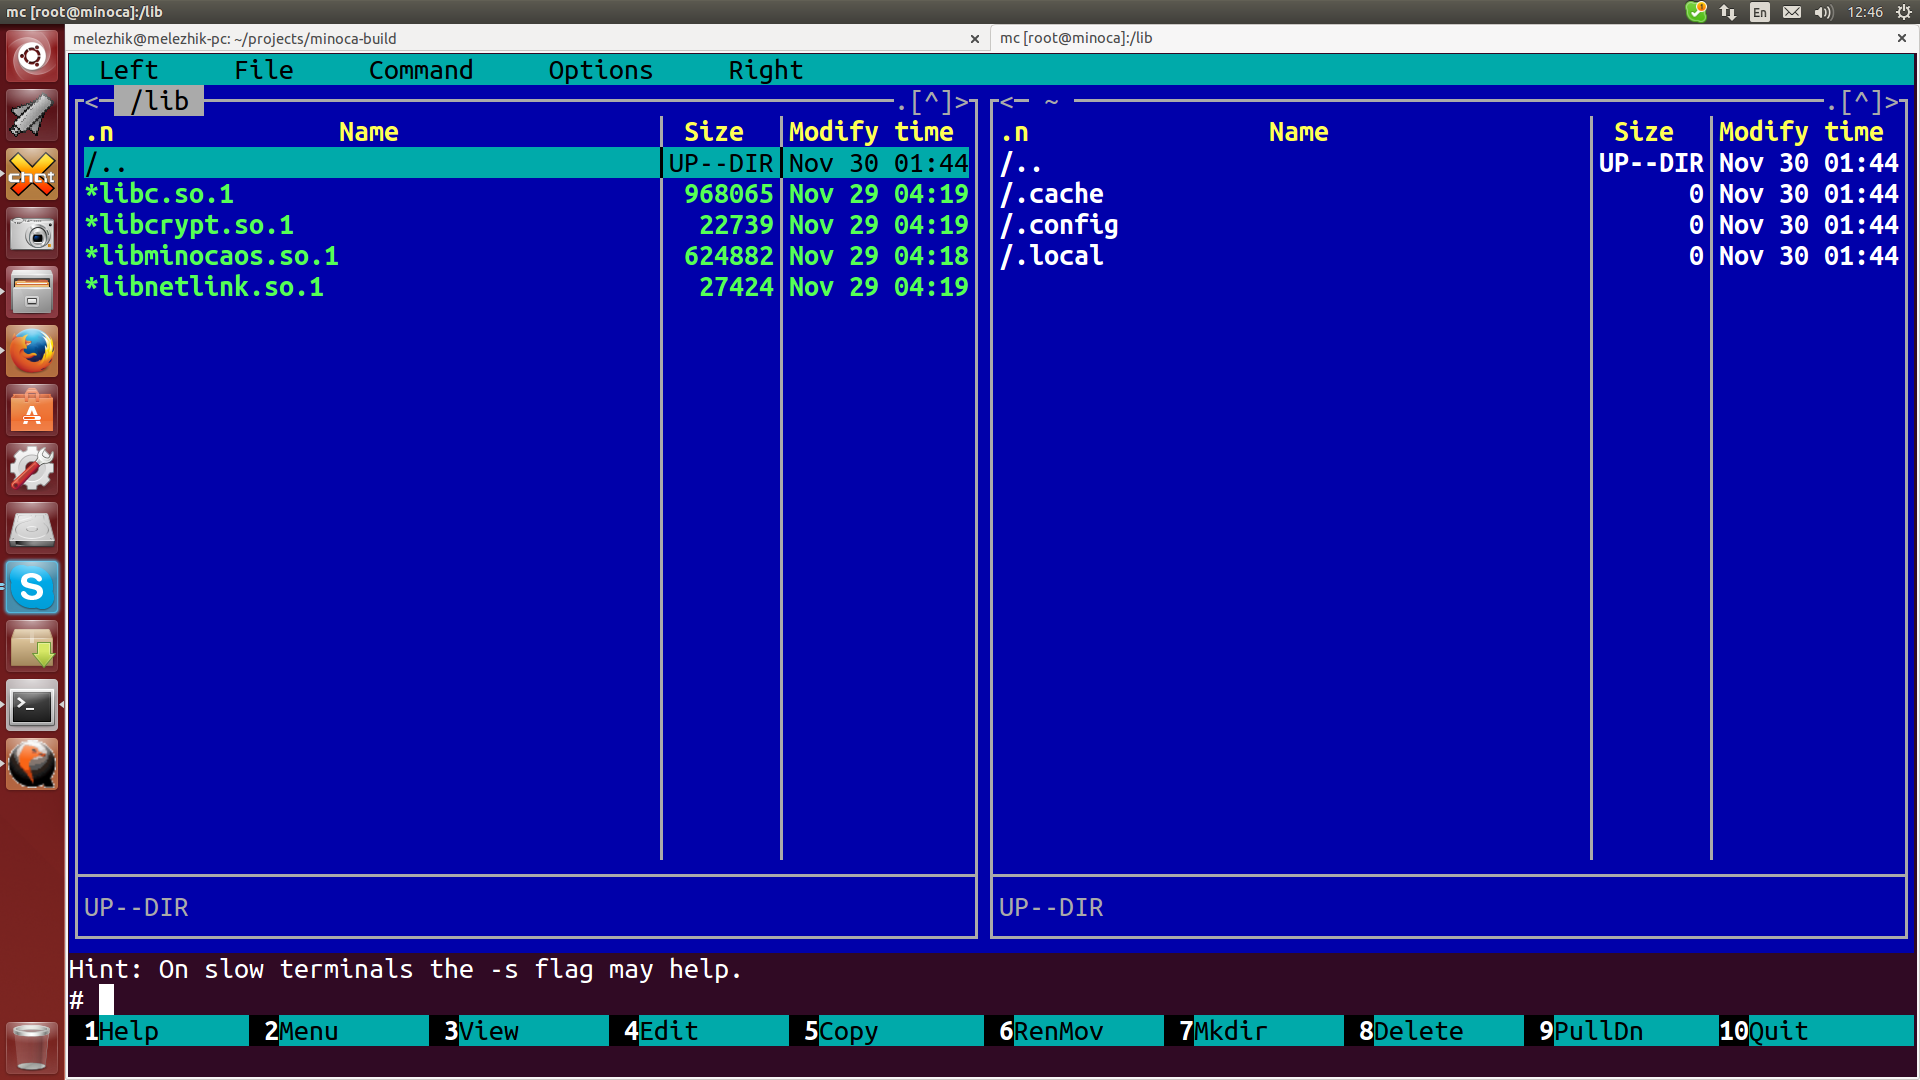 mc [root@minoca]:/lib
En
12:46
melezhik@melezhik-pc: ~/projects/minoca-build ×
mc [root@minoca]:/lib ×
Left File Command Options Right
<─ /lib .[^]>
.n Name Size Modify time
/.. UP--DIR Nov 30 01:44
*libc.so.1 968065 Nov 29 04:19
*libcrypt.so.1 22739 Nov 29 04:19
*libminocaos.so.1 624882 Nov 29 04:18
*libnetlink.so.1 27424 Nov 29 04:19
UP--DIR
<─ ~ .[^]>
.n Name Size Modify time
/.. UP--DIR Nov 30 01:44
/.cache 0 Nov 30 01:44
/.config 0 Nov 30 01:44
/.local 0 Nov 30 01:44
UP--DIR
Hint: On slow terminals the -s flag may help.
#
1Help 2Menu 3View 4Edit 5Copy 6RenMov 7Mkdir 8Delete 9PullDn 10Quit
chat
A
S
>_